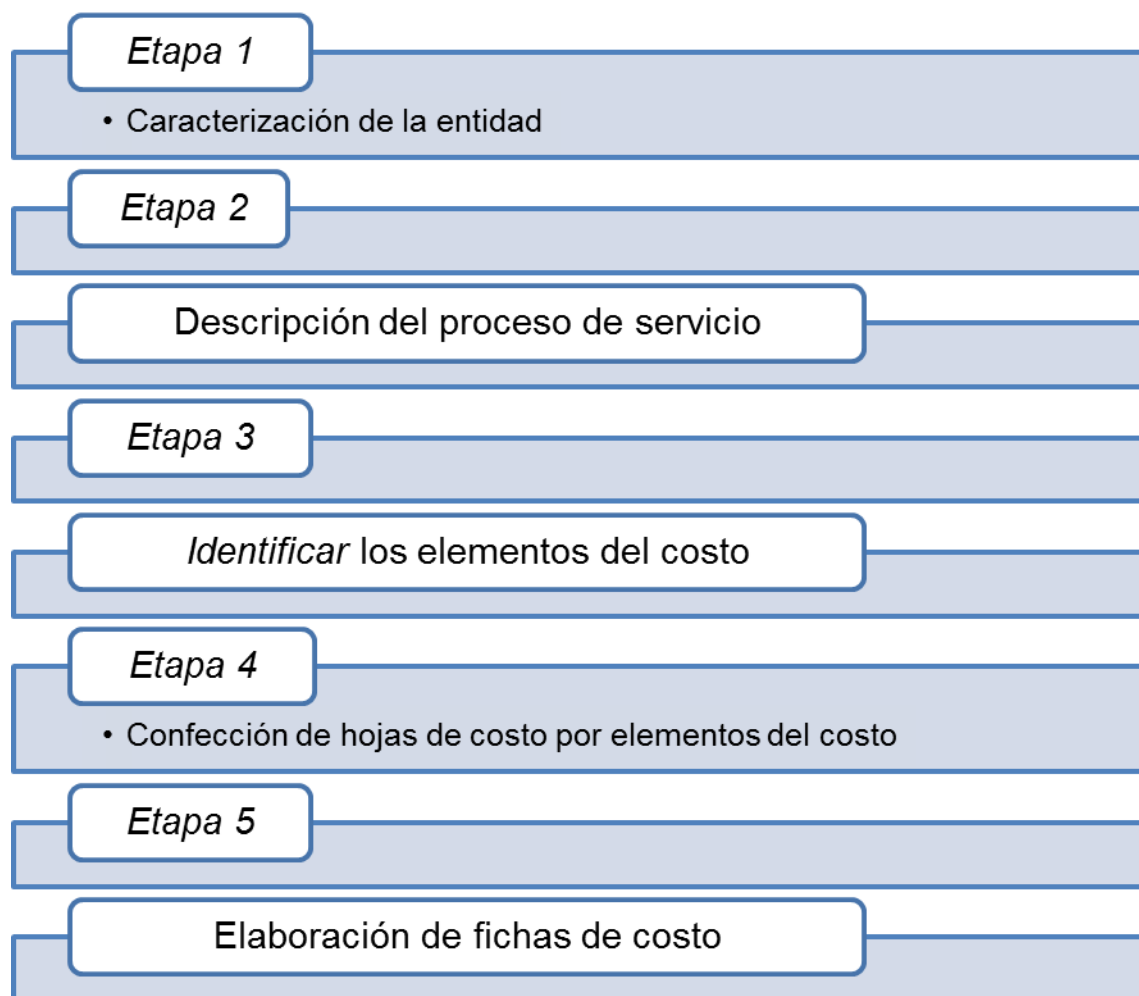 Etapa 1
• Caracterización de la entidad
Etapa 2
Descripción del proceso de servicio
Etapa 3
Identificar los elementos del costo
Etapa 4
• Confección de hojas de costo por elementos del costo
Etapa 5
Elaboración de fichas de costo